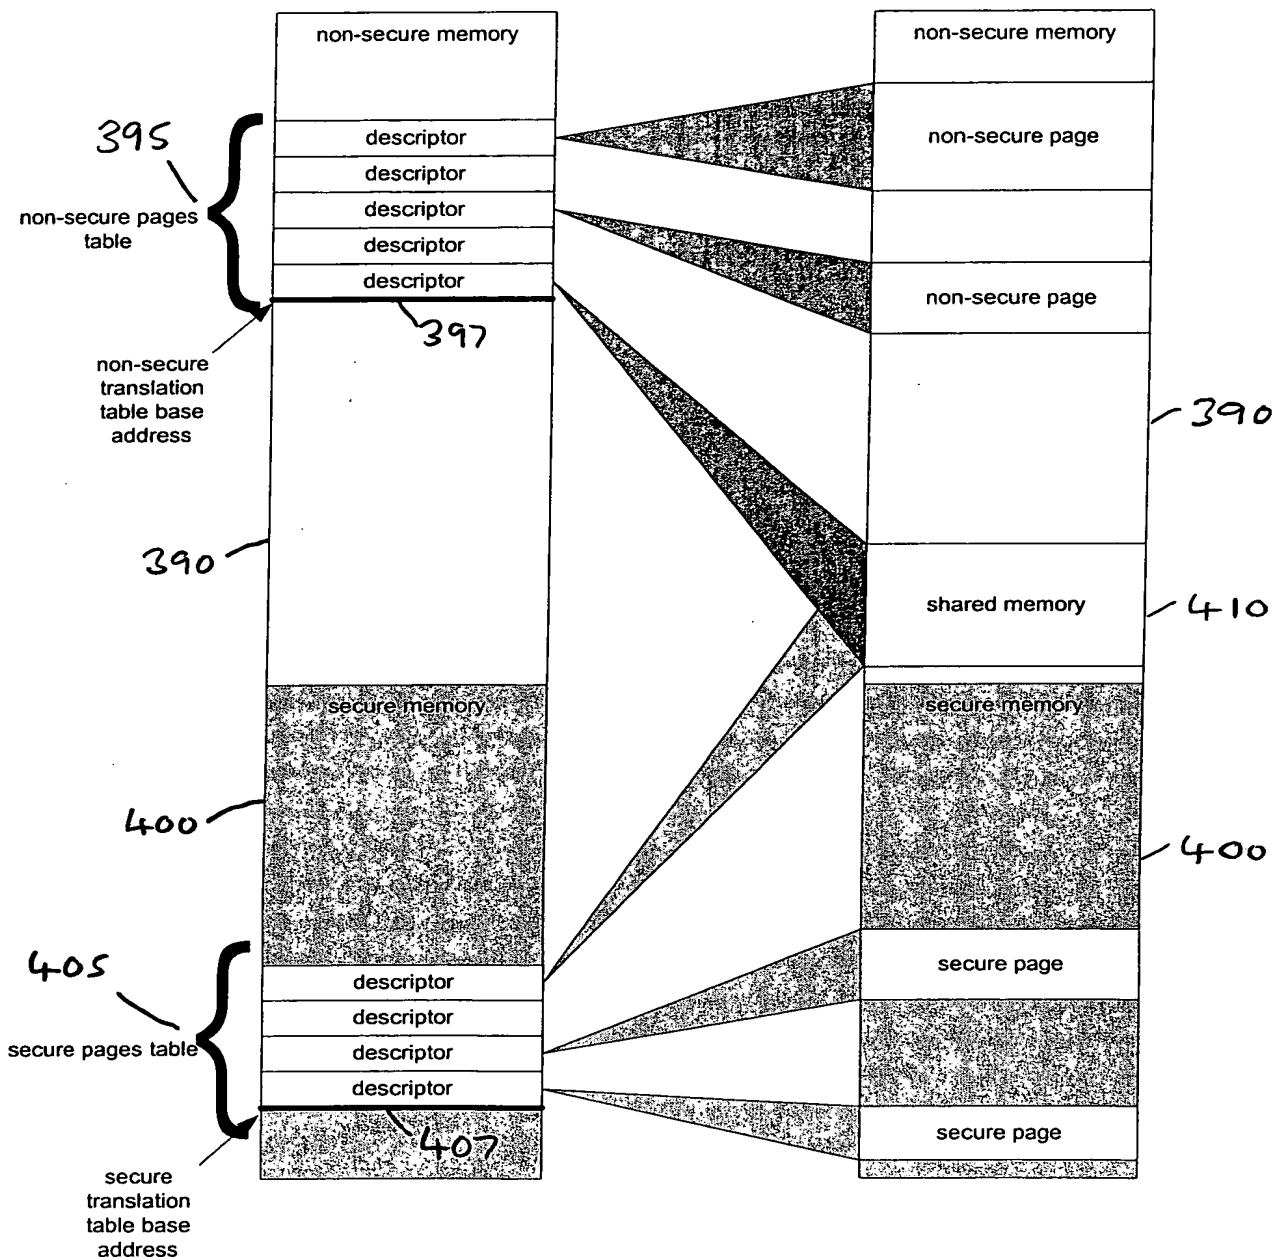 non-secure memory
non-secure memory
395
descriptor
non-secure page
descriptor
non-secure pages
table
descriptor
descriptor
descriptor
non-secure page
397
non-secure
translation
table base
address
390
390
shared memory
410
secure memory
secure memory
400
400
405
descriptor
secure page
descriptor
secure pages table
descriptor
descriptor
407
secure page
secure
translation
table base
address